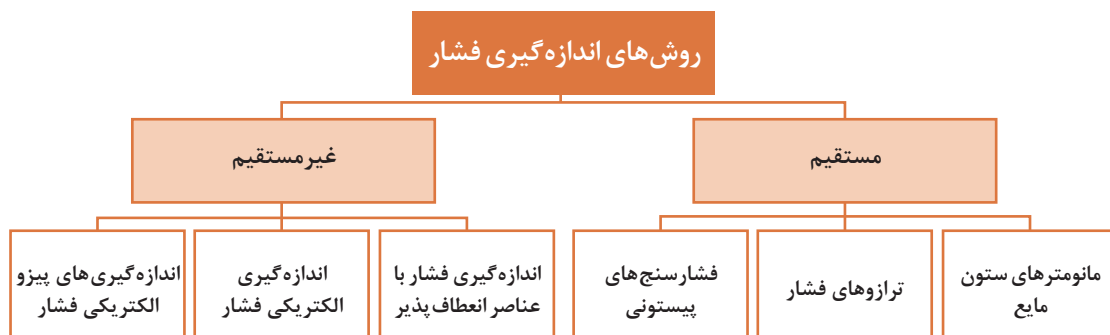 روش‌های اندازه‌گیری فشار
مستقیم
غیرمستقیم
مانومترهای ستون
مایع
ترازوهای فشار
فشارسنج‌های
پیستونی
اندازه‌گیری فشار با
عناصر انعطاف‌پذیر
اندازه‌گیری
الکتریکی فشار
اندازه‌گیری‌های پیزو
الکتریکی فشار